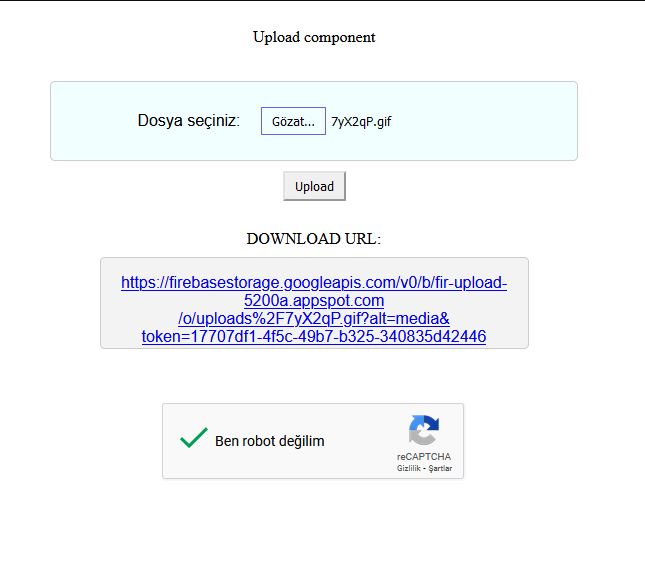 Upload component
Dosya seçiniz: Gözat... 7yX2qP.gif
Upload
DOWNLOAD URL:
https://firebasestorage.googleapis.com/v0/b/fir-upload-
5200a.appspot.com
/o/uploads%2F7yX2qP.gif?alt=media&
token=17707df1-4f5c-49b7-b325-340835d42446
Ben robot değilim
reCAPTCHA
Gizlilik - Şartlar